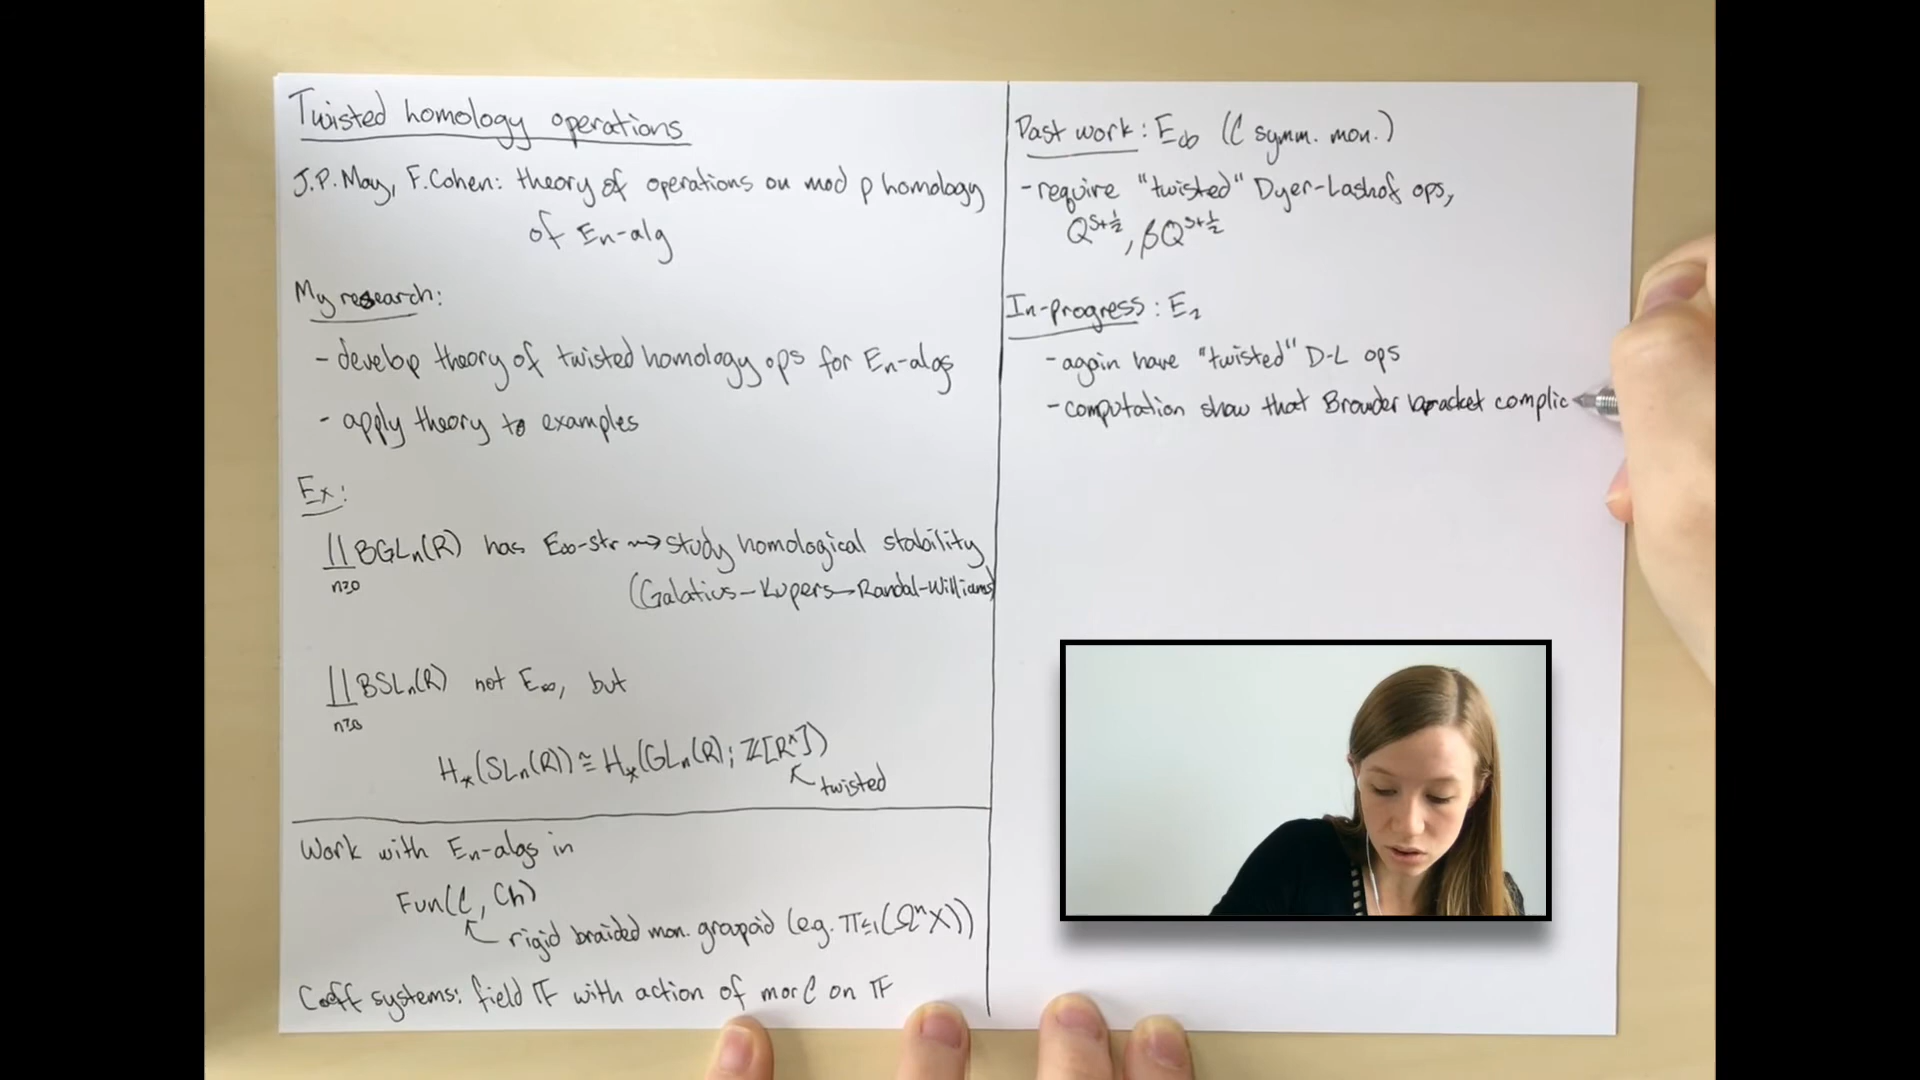 Twisted homology operations
J.P. May, F. Cohen: theory of operations on mod p homology
of En-alg
My research:
- develop theory of twisted homology ops for En-algs
- apply theory to examples
Ex:
∐ BGLₙ(R) has E∞-str ⇝ study homological stability
n≥0
(Galatius–Kupers–Randal-Williams)
∐ BSLₙ(R) not E∞, but
n≥0
H_*(SLₙ(R)) ≅ H_*(GLₙ(R); ℤ[R^×])
↖ twisted
Work with En-algs in
Fun(C, Ch)
↖ rigid braided mon. groupoid (e.g. π≤1(ΩⁿX))
Coeff systems: field 𝔽 with action of mor C on 𝔽
Past work: E∞ (C symm. mon.)
- require "twisted" Dyer-Lashof ops,
Q^{s+1/2}, βQ^{s+1/2}
In-progress: E₂
- again have "twisted" D-L ops
- computation show that Browder bracket complic